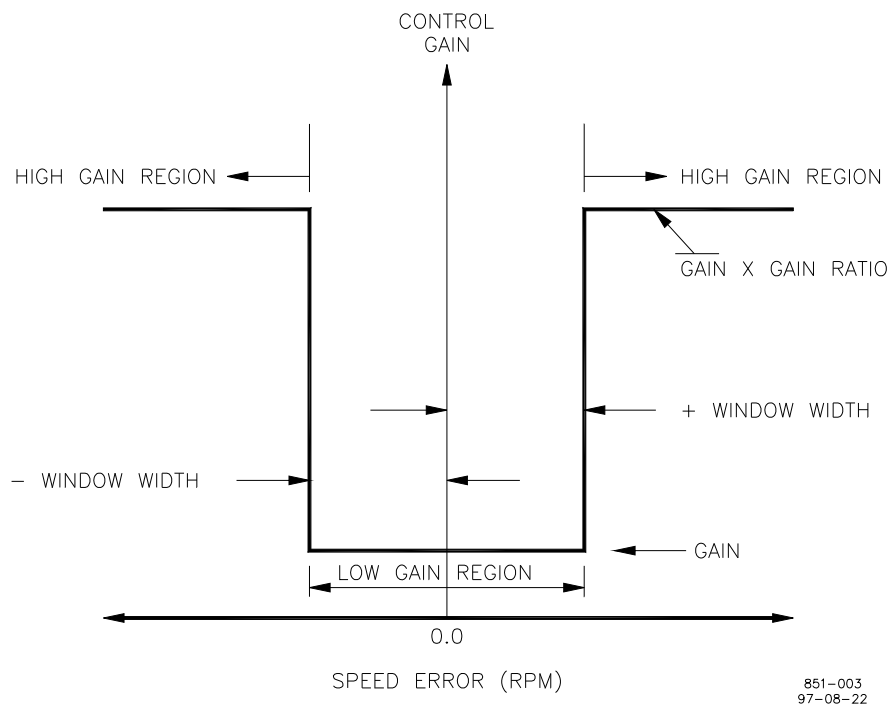 CONTROL
GAIN
HIGH GAIN REGION
HIGH GAIN REGION
GAIN X GAIN RATIO
+ WINDOW WIDTH
- WINDOW WIDTH
GAIN
LOW GAIN REGION
0.0
SPEED ERROR (RPM)
851-003
97-08-22